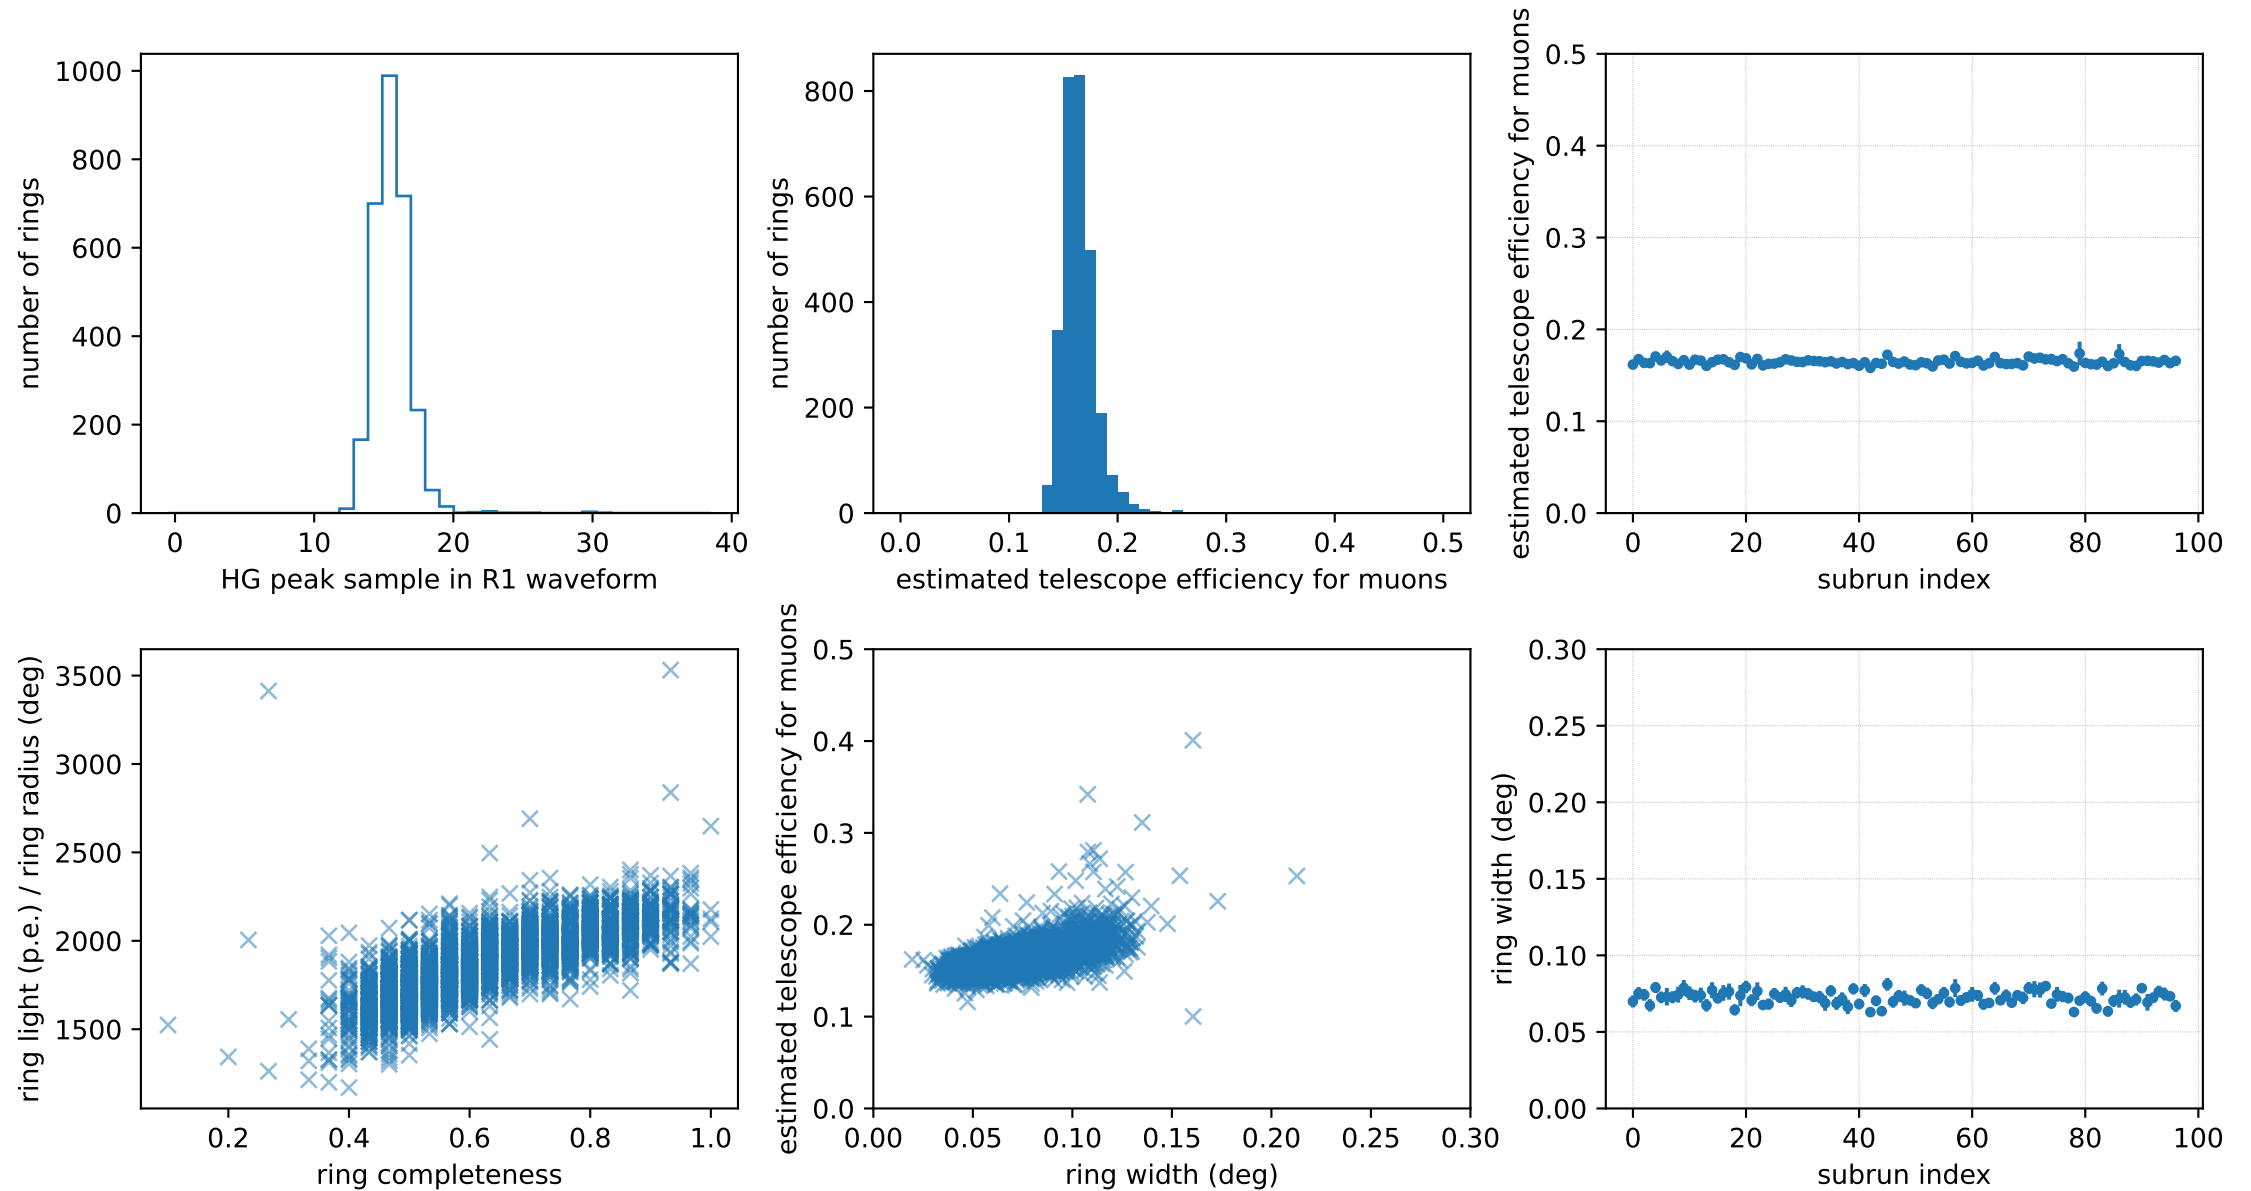 1000
800
600
400
200
0
number of rings
0 10 20 30 40
HG peak sample in R1 waveform
800
600
400
200
0
number of rings
0.0 0.1 0.2 0.3 0.4 0.5
estimated telescope efficiency for muons
0.5
0.4
0.3
0.2
0.1
0.0
estimated telescope efficiency for muons
0 20 40 60 80 100
subrun index
3500
3000
2500
2000
1500
ring light (p.e.) / ring radius (deg)
0.2 0.4 0.6 0.8 1.0
ring completeness
0.5
0.4
0.3
0.2
0.1
0.0
estimated telescope efficiency for muons
0.00 0.05 0.10 0.15 0.20 0.25 0.30
ring width (deg)
0.30
0.25
0.20
0.15
0.10
0.05
0.00
ring width (deg)
0 20 40 60 80 100
subrun index